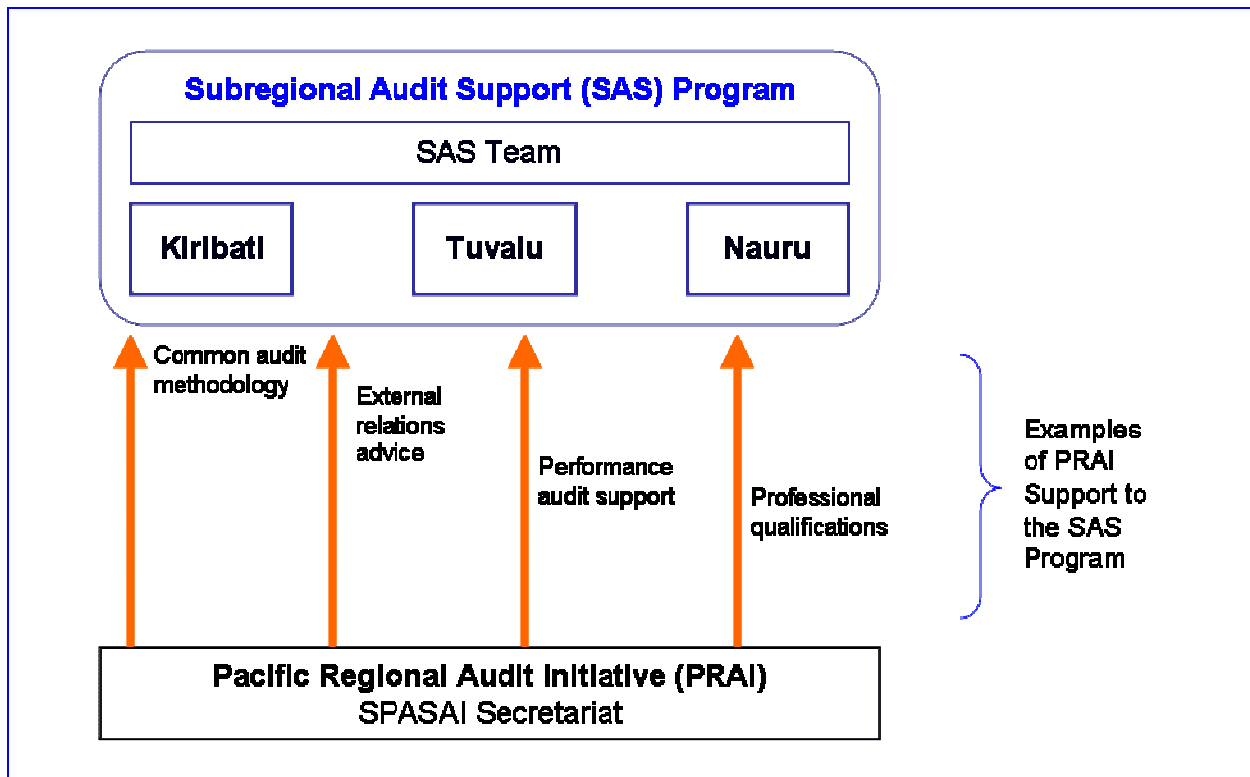 Subregional Audit Support (SAS) Program
SAS Team
Kiribati
Tuvalu
Nauru
Common audit
methodology
External
relations
advice
Performance
audit support
Professional
qualifications
Examples
of PRAI
Support to
the SAS
Program
Pacific Regional Audit Initiative (PRAI)
SPASAI Secretariat